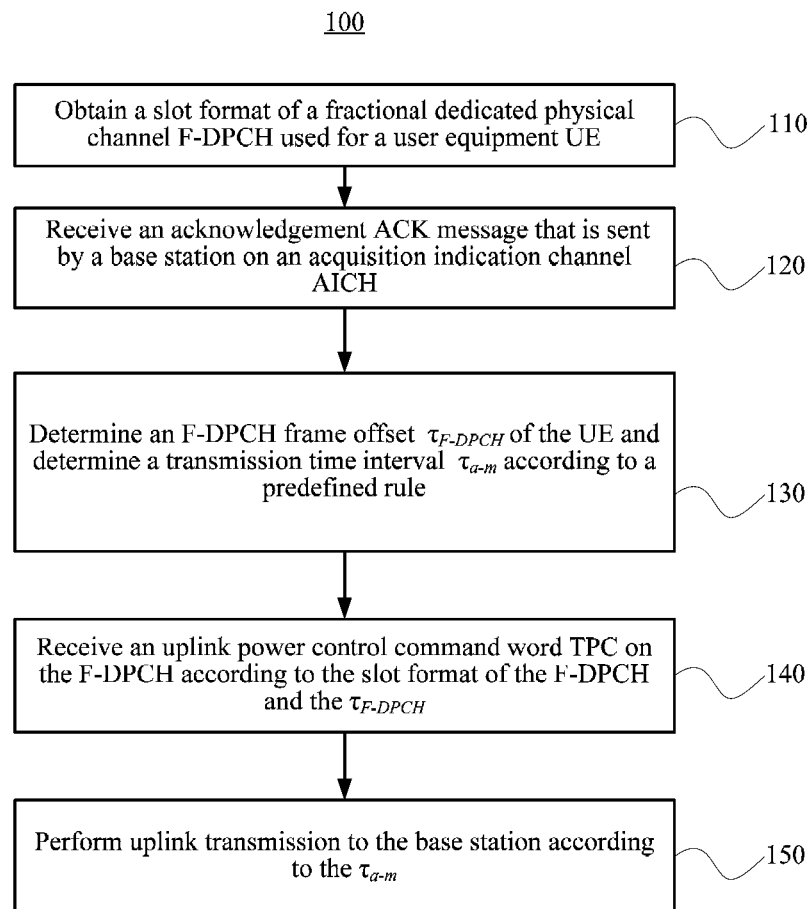 100
Obtain a slot format of a fractional dedicated physical
channel F-DPCH used for a user equipment UE
110
Receive an acknowledgement ACK message that is sent
by a base station on an acquisition indication channel
AICH
120
Determine an F-DPCH frame offset τF-DPCH of the UE and
determine a transmission time interval τa-m according to a
predefined rule
130
Receive an uplink power control command word TPC on
the F-DPCH according to the slot format of the F-DPCH
and the τF-DPCH
140
Perform uplink transmission to the base station according
to the τa-m
150